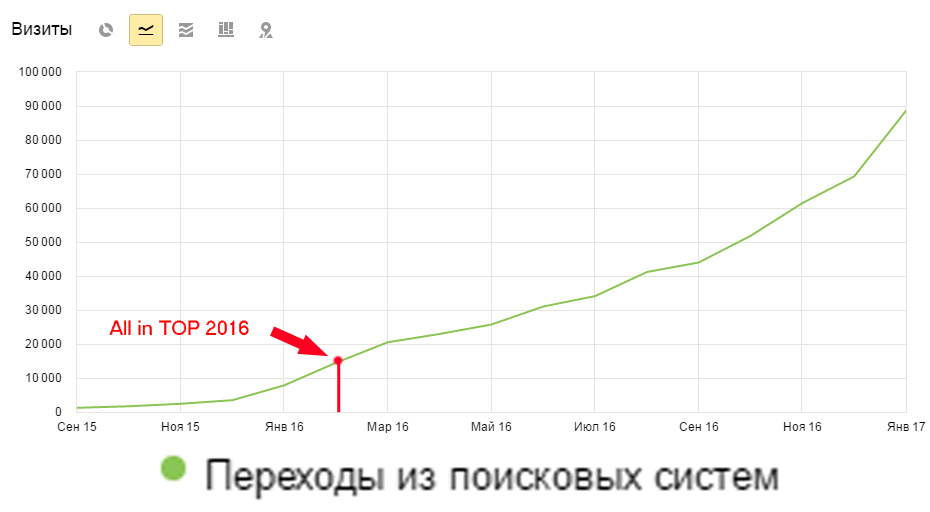 Визиты
100 000
90 000
80 000
70 000
60 000
50 000
40 000
30 000
All in TOP 2016
20 000
10 000
0
Сен 15 Ноя 15 Янв 16 Мар 16 Май 16 Июл 16 Сен 16 Ноя 16 Янв 17
Переходы из поисковых систем